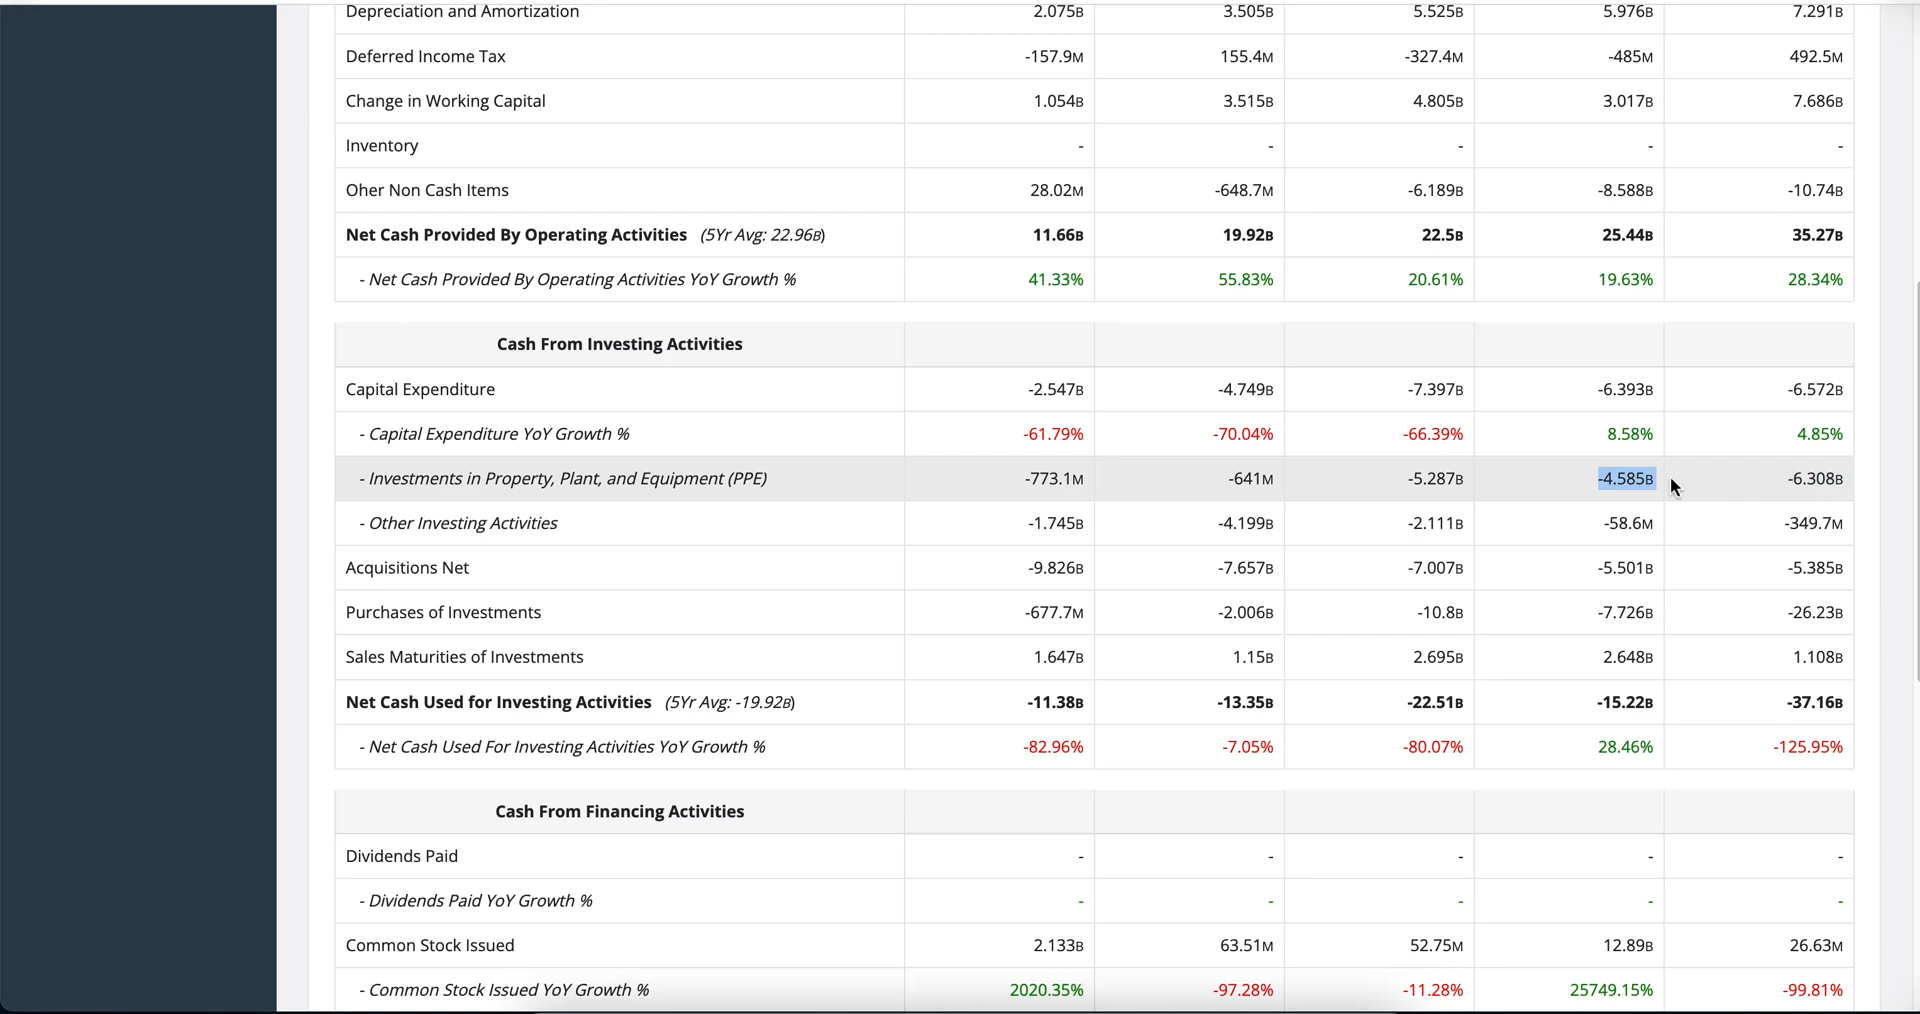 Depreciation and Amortization 2.075B 3.505B 5.525B 5.976B 7.291B
Deferred Income Tax -157.9M 155.4M -327.4M -485M 492.5M
Change in Working Capital 1.054B 3.515B 4.805B 3.017B 7.686B
Inventory - - - - -
Oher Non Cash Items 28.02M -648.7M -6.189B -8.588B -10.74B
Net Cash Provided By Operating Activities (5Yr Avg: 22.96B) 11.66B 19.92B 22.5B 25.44B 35.27B
- Net Cash Provided By Operating Activities YoY Growth % 41.33% 55.83% 20.61% 19.63% 28.34%
Cash From Investing Activities
Capital Expenditure -2.547B -4.749B -7.397B -6.393B -6.572B
- Capital Expenditure YoY Growth % -61.79% -70.04% -66.39% 8.58% 4.85%
- Investments in Property, Plant, and Equipment (PPE) -773.1M -641M -5.287B -4.585B -6.308B
- Other Investing Activities -1.745B -4.199B -2.111B -58.6M -349.7M
Acquisitions Net -9.826B -7.657B -7.007B -5.501B -5.385B
Purchases of Investments -677.7M -2.006B -10.8B -7.726B -26.23B
Sales Maturities of Investments 1.647B 1.15B 2.695B 2.648B 1.108B
Net Cash Used for Investing Activities (5Yr Avg: -19.92B) -11.38B -13.35B -22.51B -15.22B -37.16B
- Net Cash Used For Investing Activities YoY Growth % -82.96% -7.05% -80.07% 28.46% -125.95%
Cash From Financing Activities
Dividends Paid - - - - -
- Dividends Paid YoY Growth % - - - - -
Common Stock Issued 2.133B 63.51M 52.75M 12.89B 26.63M
- Common Stock Issued YoY Growth % 2020.35% -97.28% -11.28% 25749.15% -99.81%